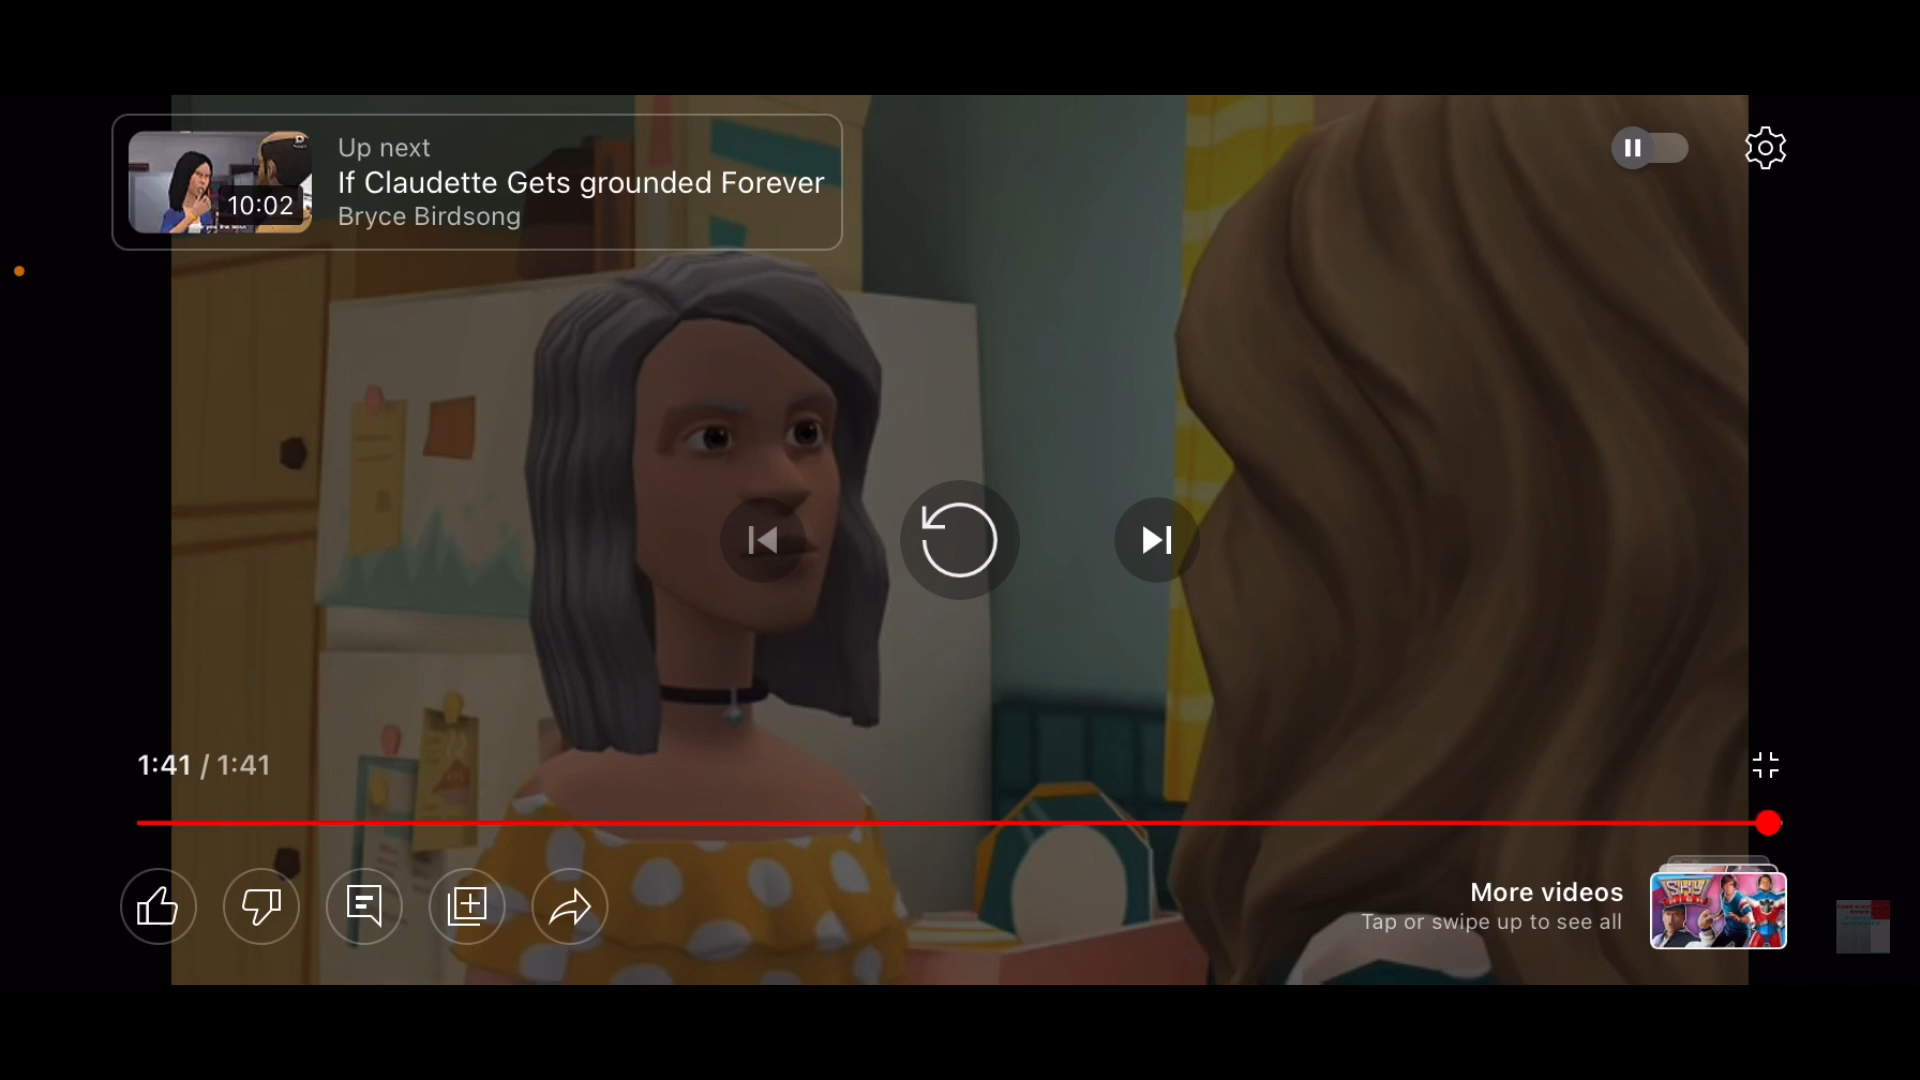 Up next
If Claudette Gets grounded Forever
Bryce Birdsong
10:02
1:41 / 1:41
More videos
Tap or swipe up to see all